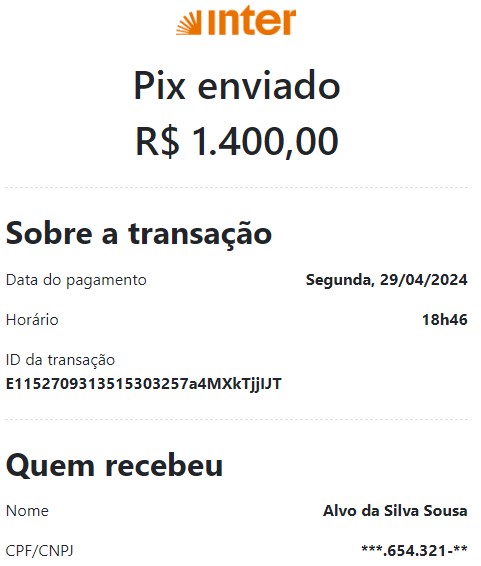 inter
Pix enviado
R$ 1.400,00
Sobre a transação
Data do pagamento Segunda, 29/04/2024
Horário 18h46
ID da transação
E1152709313515303257a4MXkTjjIJT
Quem recebeu
Nome Alvo da Silva Sousa
CPF/CNPJ ***.654.321-**